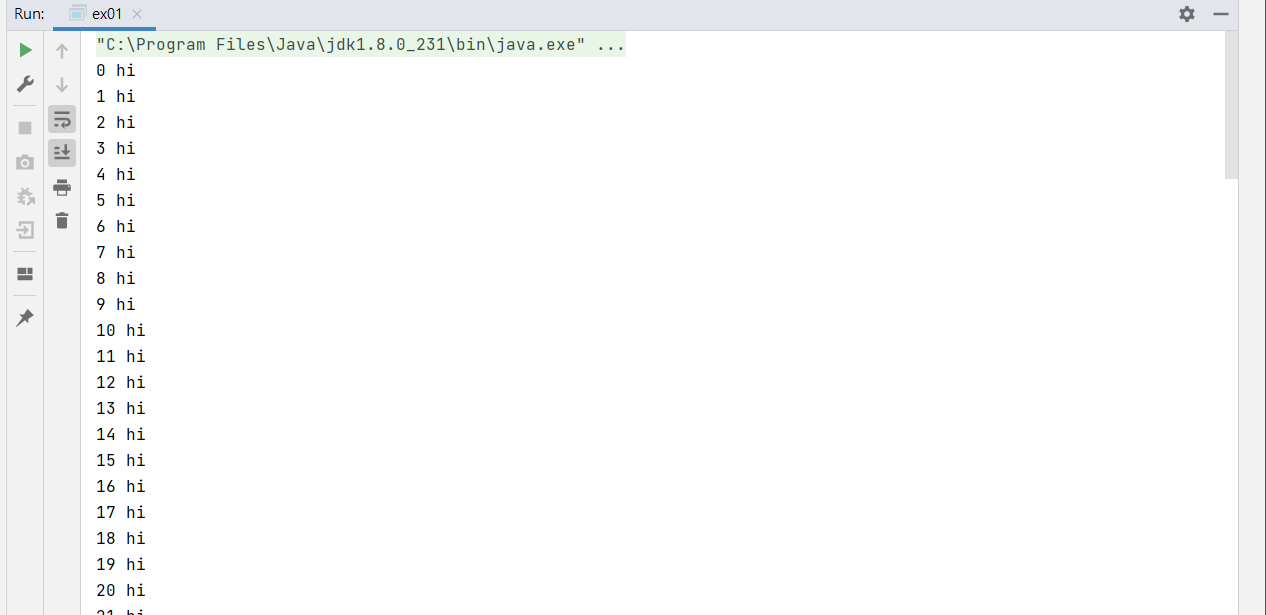 Run: ex01
"C:\Program Files\Java\jdk1.8.0_231\bin\java.exe" ...
0 hi
1 hi
2 hi
3 hi
4 hi
5 hi
6 hi
7 hi
8 hi
9 hi
10 hi
11 hi
12 hi
13 hi
14 hi
15 hi
16 hi
17 hi
18 hi
19 hi
20 hi
21 hi